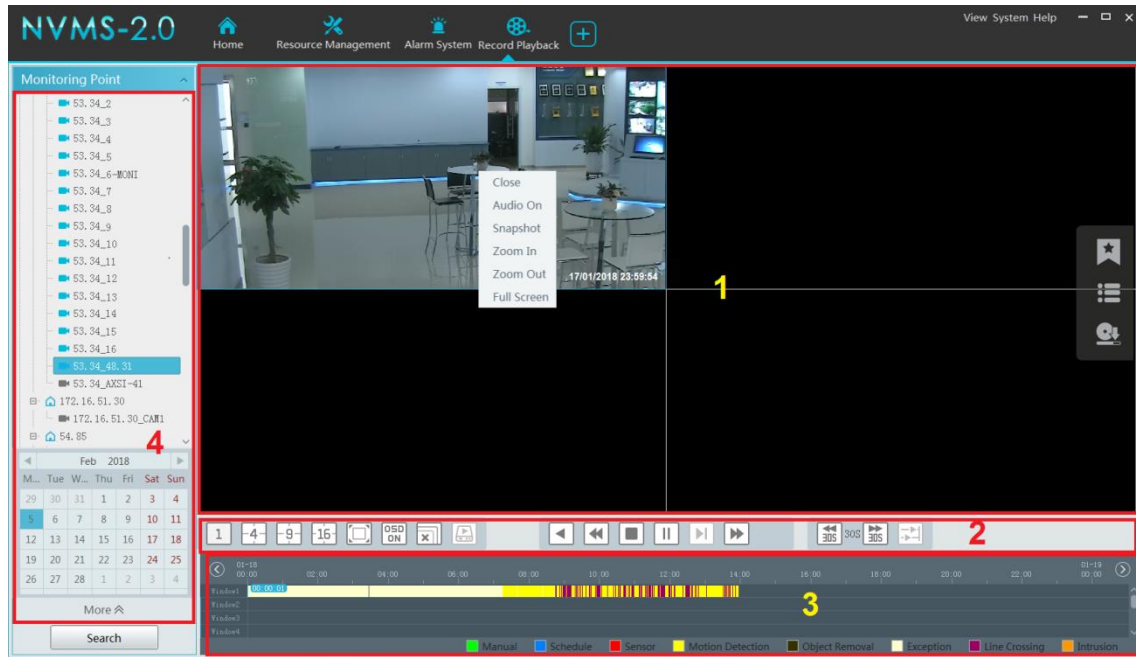 NVMS-2.0
Home
Resource Management
Alarm System
Record Playback
View System Help
Monitoring Point
53.34_2
53.34_3
53.34_4
53.34_5
53.34_6-MONI
53.34_7
53.34_8
53.34_9
53.34_10
53.34_11
53.34_12
53.34_13
53.34_14
53.34_15
53.34_16
53.34_48.31
53.34_AXSI-41
172.16.51.30
172.16.51.30_CAM1
54.85
4
Feb 2018
M... Tue W... Thu Fri Sat Sun
29 30 31 1 2 3 4
5 6 7 8 9 10 11
12 13 14 15 16 17 18
19 20 21 22 23 24 25
26 27 28 1 2 3 4
More
Search
Close
Audio On
Snapshot
Zoom In
Zoom Out
Full Screen
17/01/2018 23:59:54
1
1 4 9 16 OSD ON 30S 30S 30S
2
01-18 01-19
00:00 02:00 04:00 06:00 08:00 10:00 12:00 14:00 16:00 18:00 20:00 22:00 00:00
Window1 00:00:01
Window2
Window3
Window4
3
Manual Schedule Sensor Motion Detection Object Removal Exception Line Crossing Intrusion